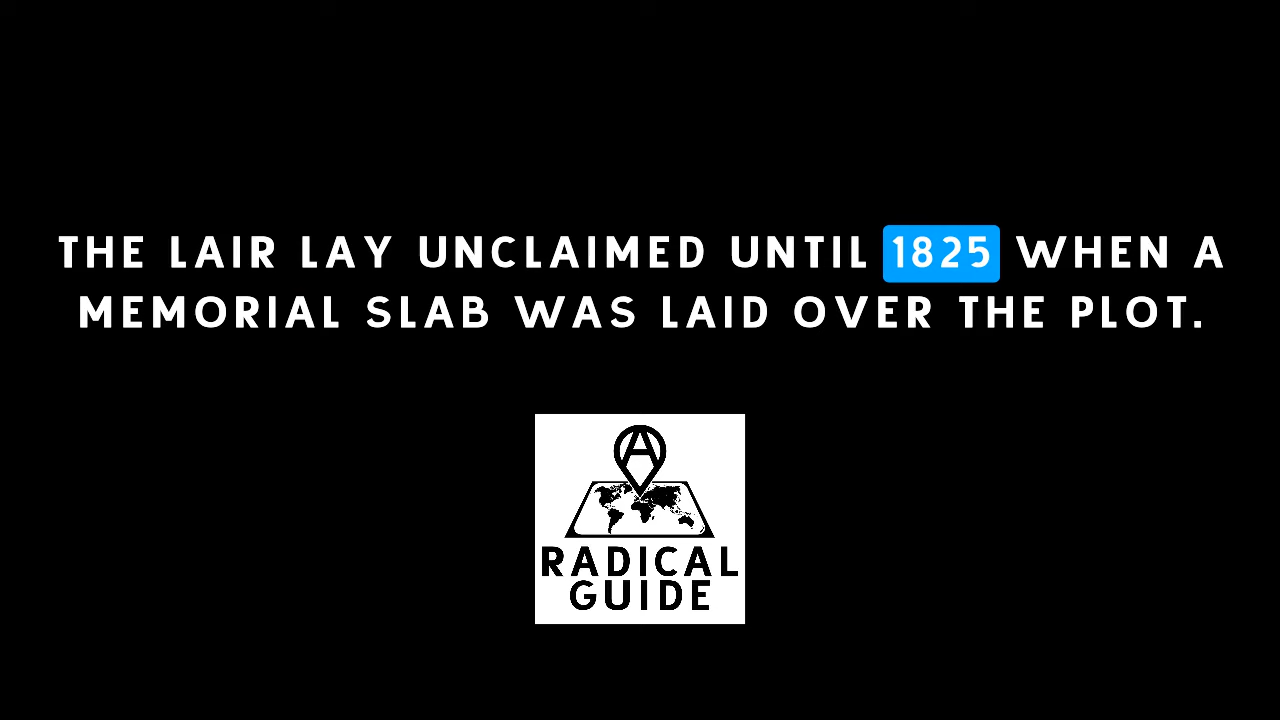 THE LAIR LAY UNCLAIMED UNTIL 1825 WHEN A
MEMORIAL SLAB WAS LAID OVER THE PLOT.
A
RADICAL
GUIDE